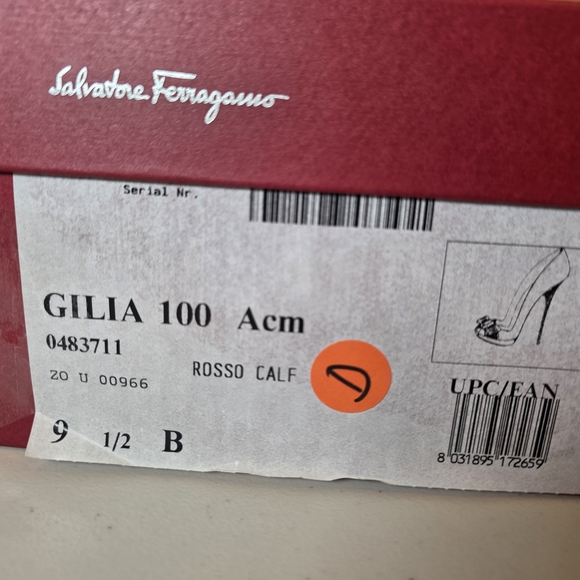 Salvatore Ferragamo
Serial Nr.
GILIA 100 Acm
0483711
ZO U 00966
ROSSO CALF
D
UPC/EAN
9 1/2 B
8 031895 172659